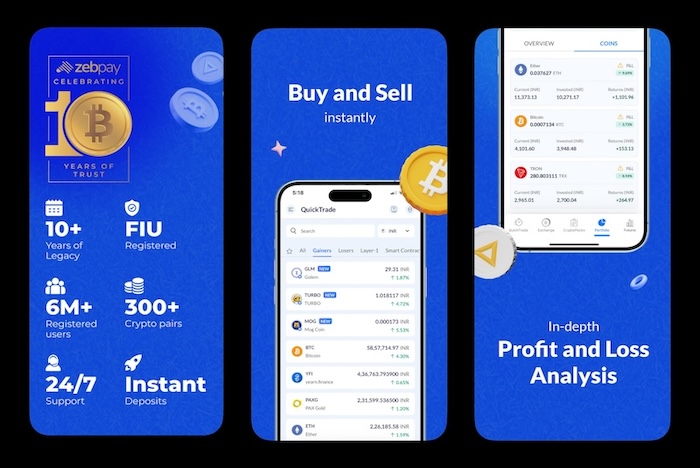 zebpay
CELEBRATING
10
YEARS OF
TRUST
10+
Years of
Legacy
FIU
Registered
6M+
Registered
users
300+
Crypto pairs
24/7
Support
Instant
Deposits
Buy and Sell
instantly
5:18
QuickTrade
Search
INR
All Gainers Losers Layer-1 Smart Contrac
GLM NEW 29.31 INR
Golem ↑ 1.87%
TURBO NEW 1.018117 INR
TURBO ↑ 4.72%
MOG NEW 0.000173 INR
Mog Coin ↑ 5.53%
BTC 58,57,714.97 INR
Bitcoin ↑ 4.30%
YFI 4,36,763.793900 INR
yearn.finance ↑ 0.65%
PAXG 2,31,599.536500 INR
PAX Gold ↑ 1.20%
ETH 2,26,185.58 INR
Ether ↑ 1.59%
OVERVIEW COINS
Ether P&L
0.037627 ETH
Current (INR) Invested (INR) Returns (INR)
11,373.13 10,271.17 +1,101.96
Bitcoin P&L
0.0007134 BTC
Current (INR) Invested (INR) Returns (INR)
4,101.60 3,948.48 +153.13
TRON P&L
280.803111 TRX
Current (INR) Invested (INR) Returns (INR)
2,965.01 2,700.04 +264.97
QuickTrade Exchange CryptoPacks Portfolio Futures
In-depth
Profit and Loss
Analysis